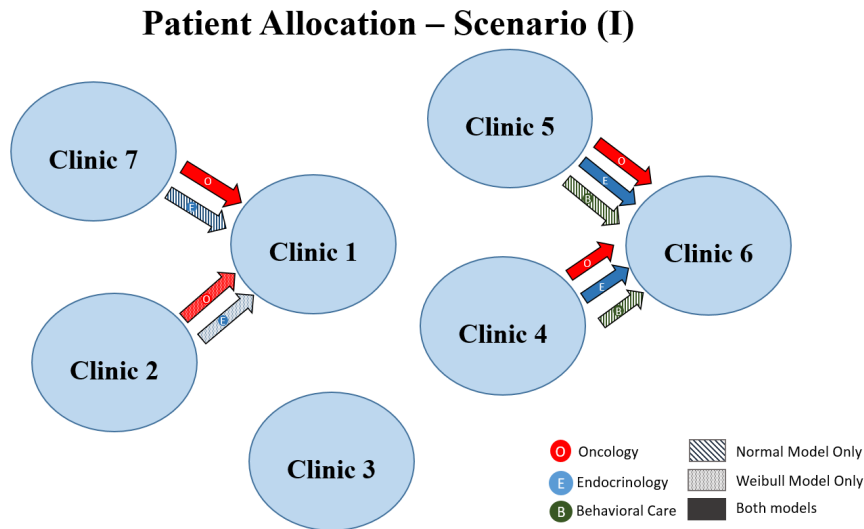 Patient Allocation – Scenario (I)
Clinic 7
Clinic 5
O
E
O
E
B
Clinic 1
Clinic 6
O
E
O
E
B
Clinic 2
Clinic 4
Clinic 3
O Oncology
Normal Model Only
E Endocrinology
Weibull Model Only
B Behavioral Care
Both models